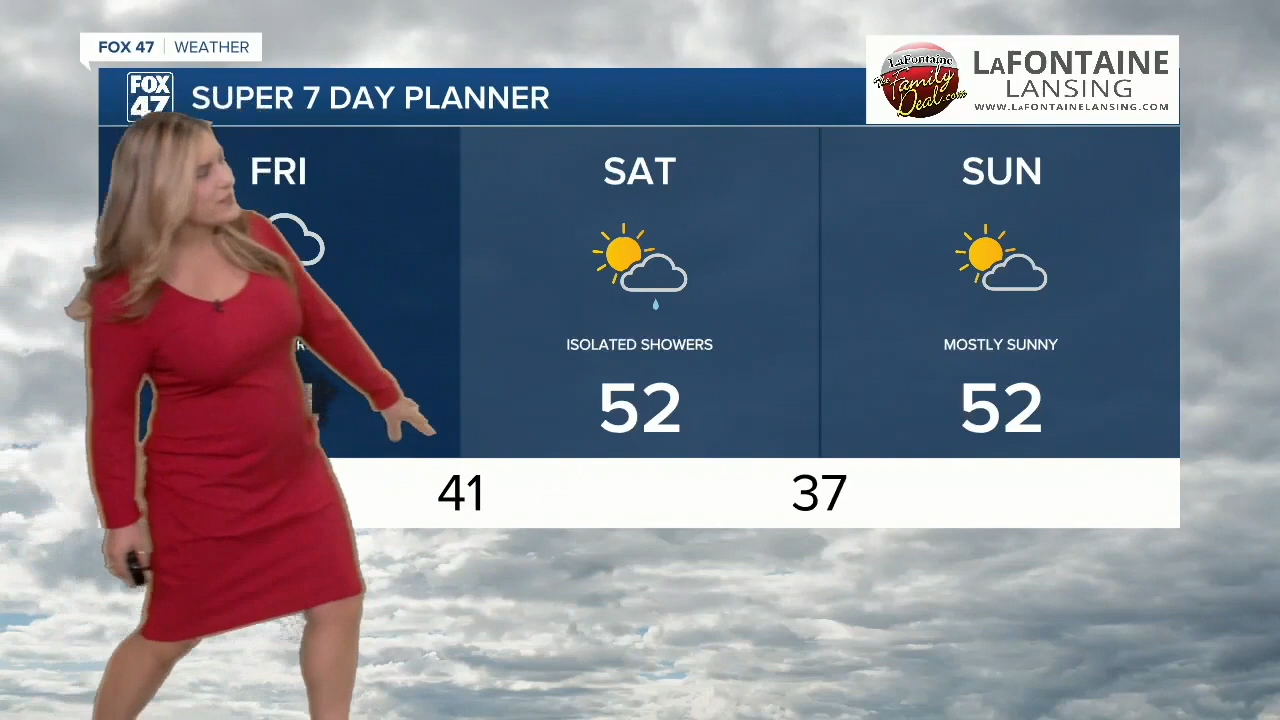 FOX 47 | WEATHER
FOX
47
SUPER 7 DAY PLANNER
LaFontaine
The Family
Deal.com
LAFONTAINE
LANSING
WWW.LAFONTAINELANSING.COM
FRI
SAT
SUN
ISOLATED SHOWERS
MOSTLY SUNNY
52
52
41
37